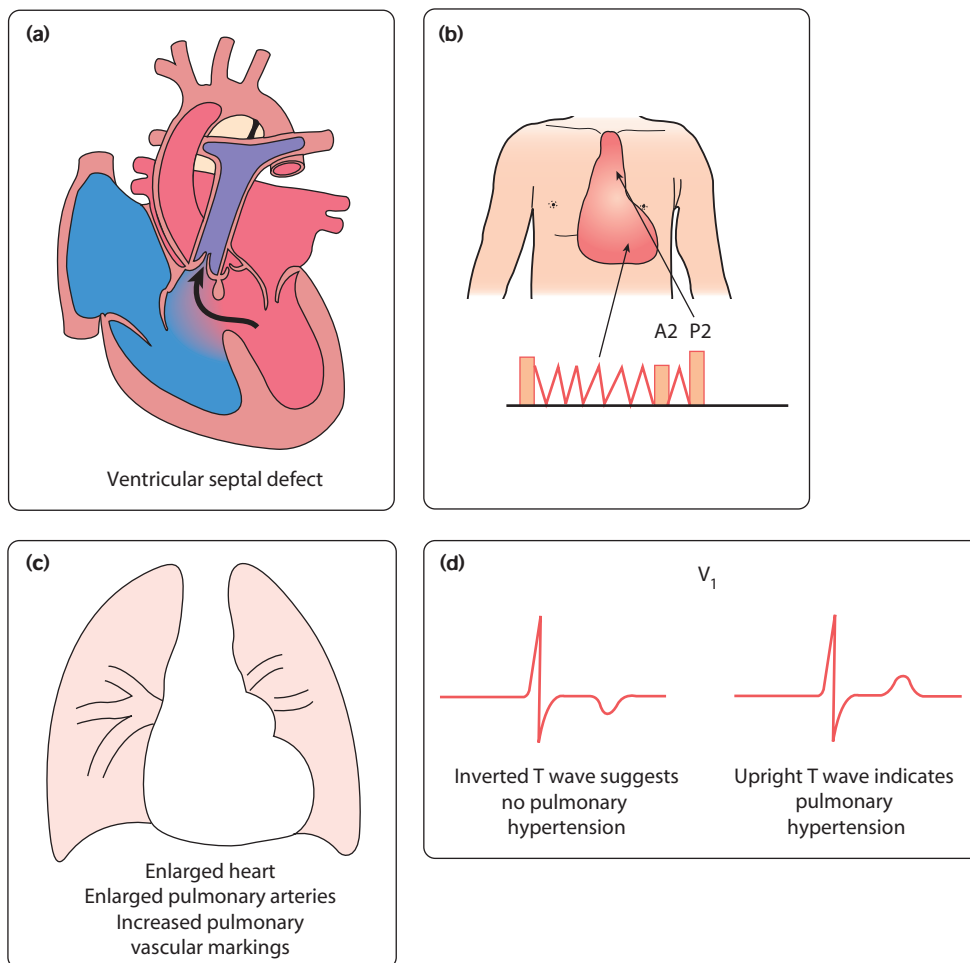 (a)
Ventricular septal defect
(b)
A2 P2
(c)
Enlarged heart
Enlarged pulmonary arteries
Increased pulmonary
vascular markings
(d)
V1
Inverted T wave suggests
no pulmonary
hypertension
Upright T wave indicates
pulmonary
hypertension